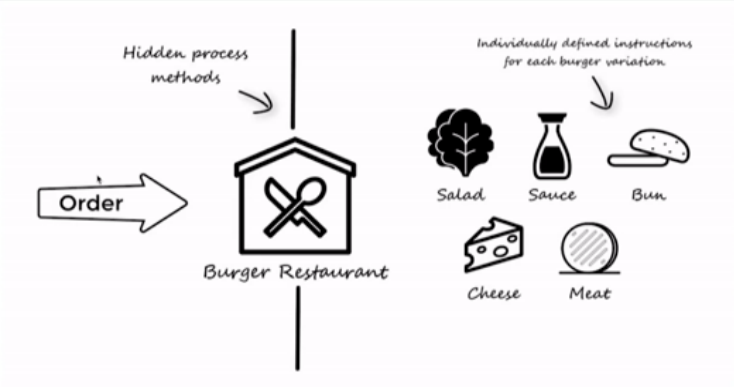 Hidden process
methods
Individually defined instructions
for each burger variation
Order
Burger Restaurant
Salad
Sauce
Bun
Cheese
Meat